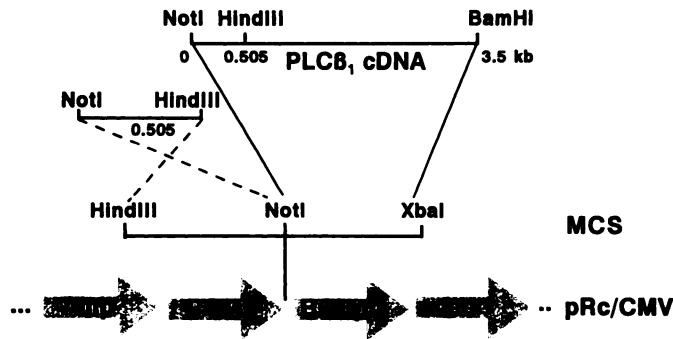 NotI HindIII BamHI
0 0.505 PLCß₁ cDNA 3.5 kb
NotI HindIII
0.505
HindIII NotI XbaI
MCS
... .. pRc/CMV